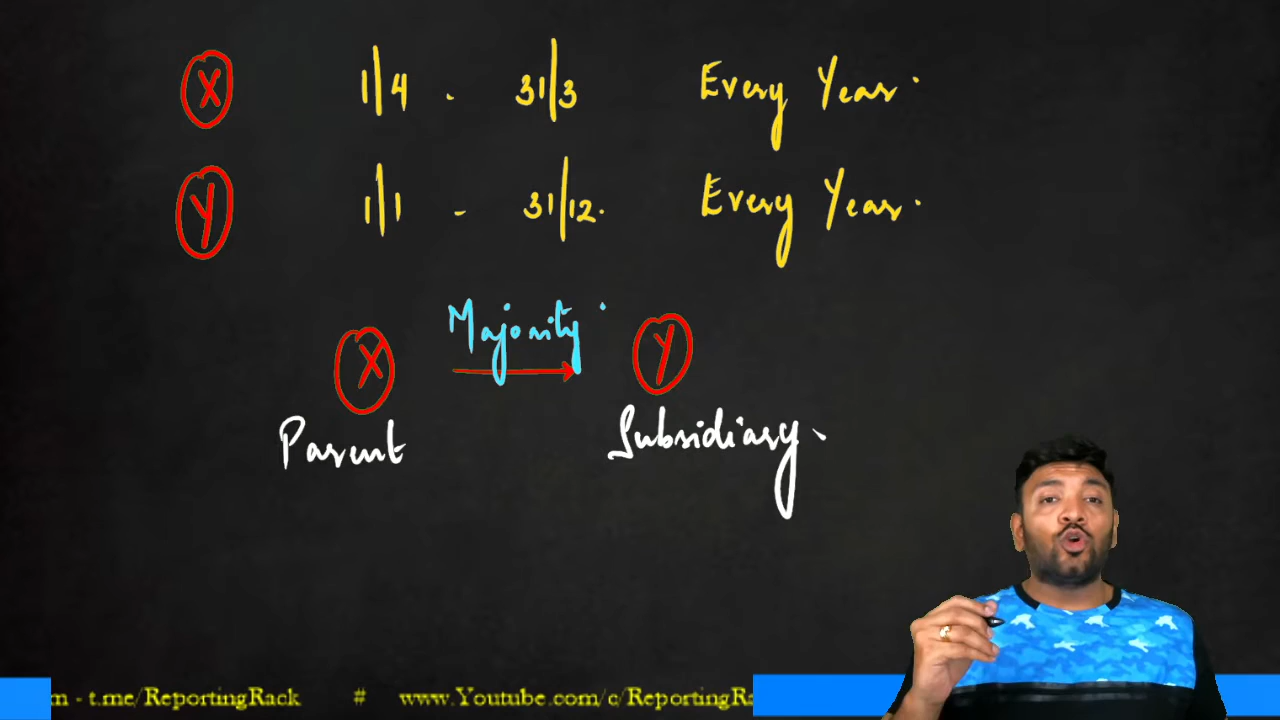 X 1/4 - 31/3 Every Year.
Y 1/1 - 31/12. Every Year.
X Majority Y
Parent Subsidiary
m - t.me/ReportingRack # www.Youtube.com/c/ReportingRa